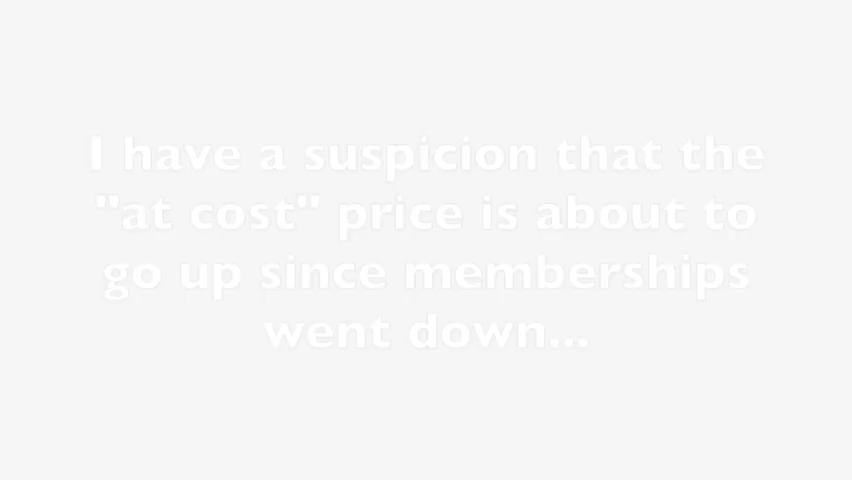 I have a suspicion that the
"at cost" price is about to
go up since memberships
went down...